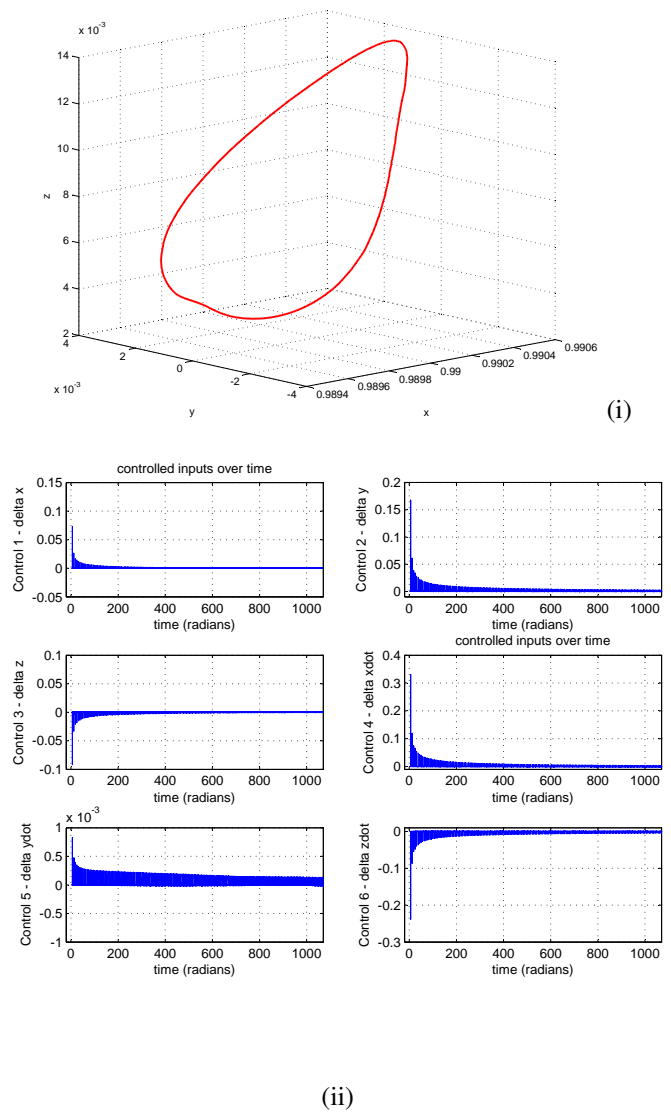 x 10⁻³
14
12
10
8
6
4
2
z
4
2
0
-2
-4
x 10⁻³
y
0.9894
0.9896
0.9898
0.99
0.9902
0.9904
0.9906
x
(i)
controlled inputs over time
0.15
0.1
0.05
0
-0.05
Control 1 - delta x
0 200 400 600 800 1000
time (radians)
0.2
0.15
0.1
0.05
0
Control 2 - delta y
0 200 400 600 800 1000
time (radians)
0.1
0.05
0
-0.05
-0.1
Control 3 - delta z
0 200 400 600 800 1000
time (radians)
controlled inputs over time
0.4
0.3
0.2
0.1
0
Control 4 - delta xdot
0 200 400 600 800 1000
time (radians)
x 10⁻³
1
0.5
0
-0.5
-1
Control 5 - delta ydot
0 200 400 600 800 1000
time (radians)
0
-0.1
-0.2
-0.3
Control 6 - delta zdot
0 200 400 600 800 1000
time (radians)
(ii)